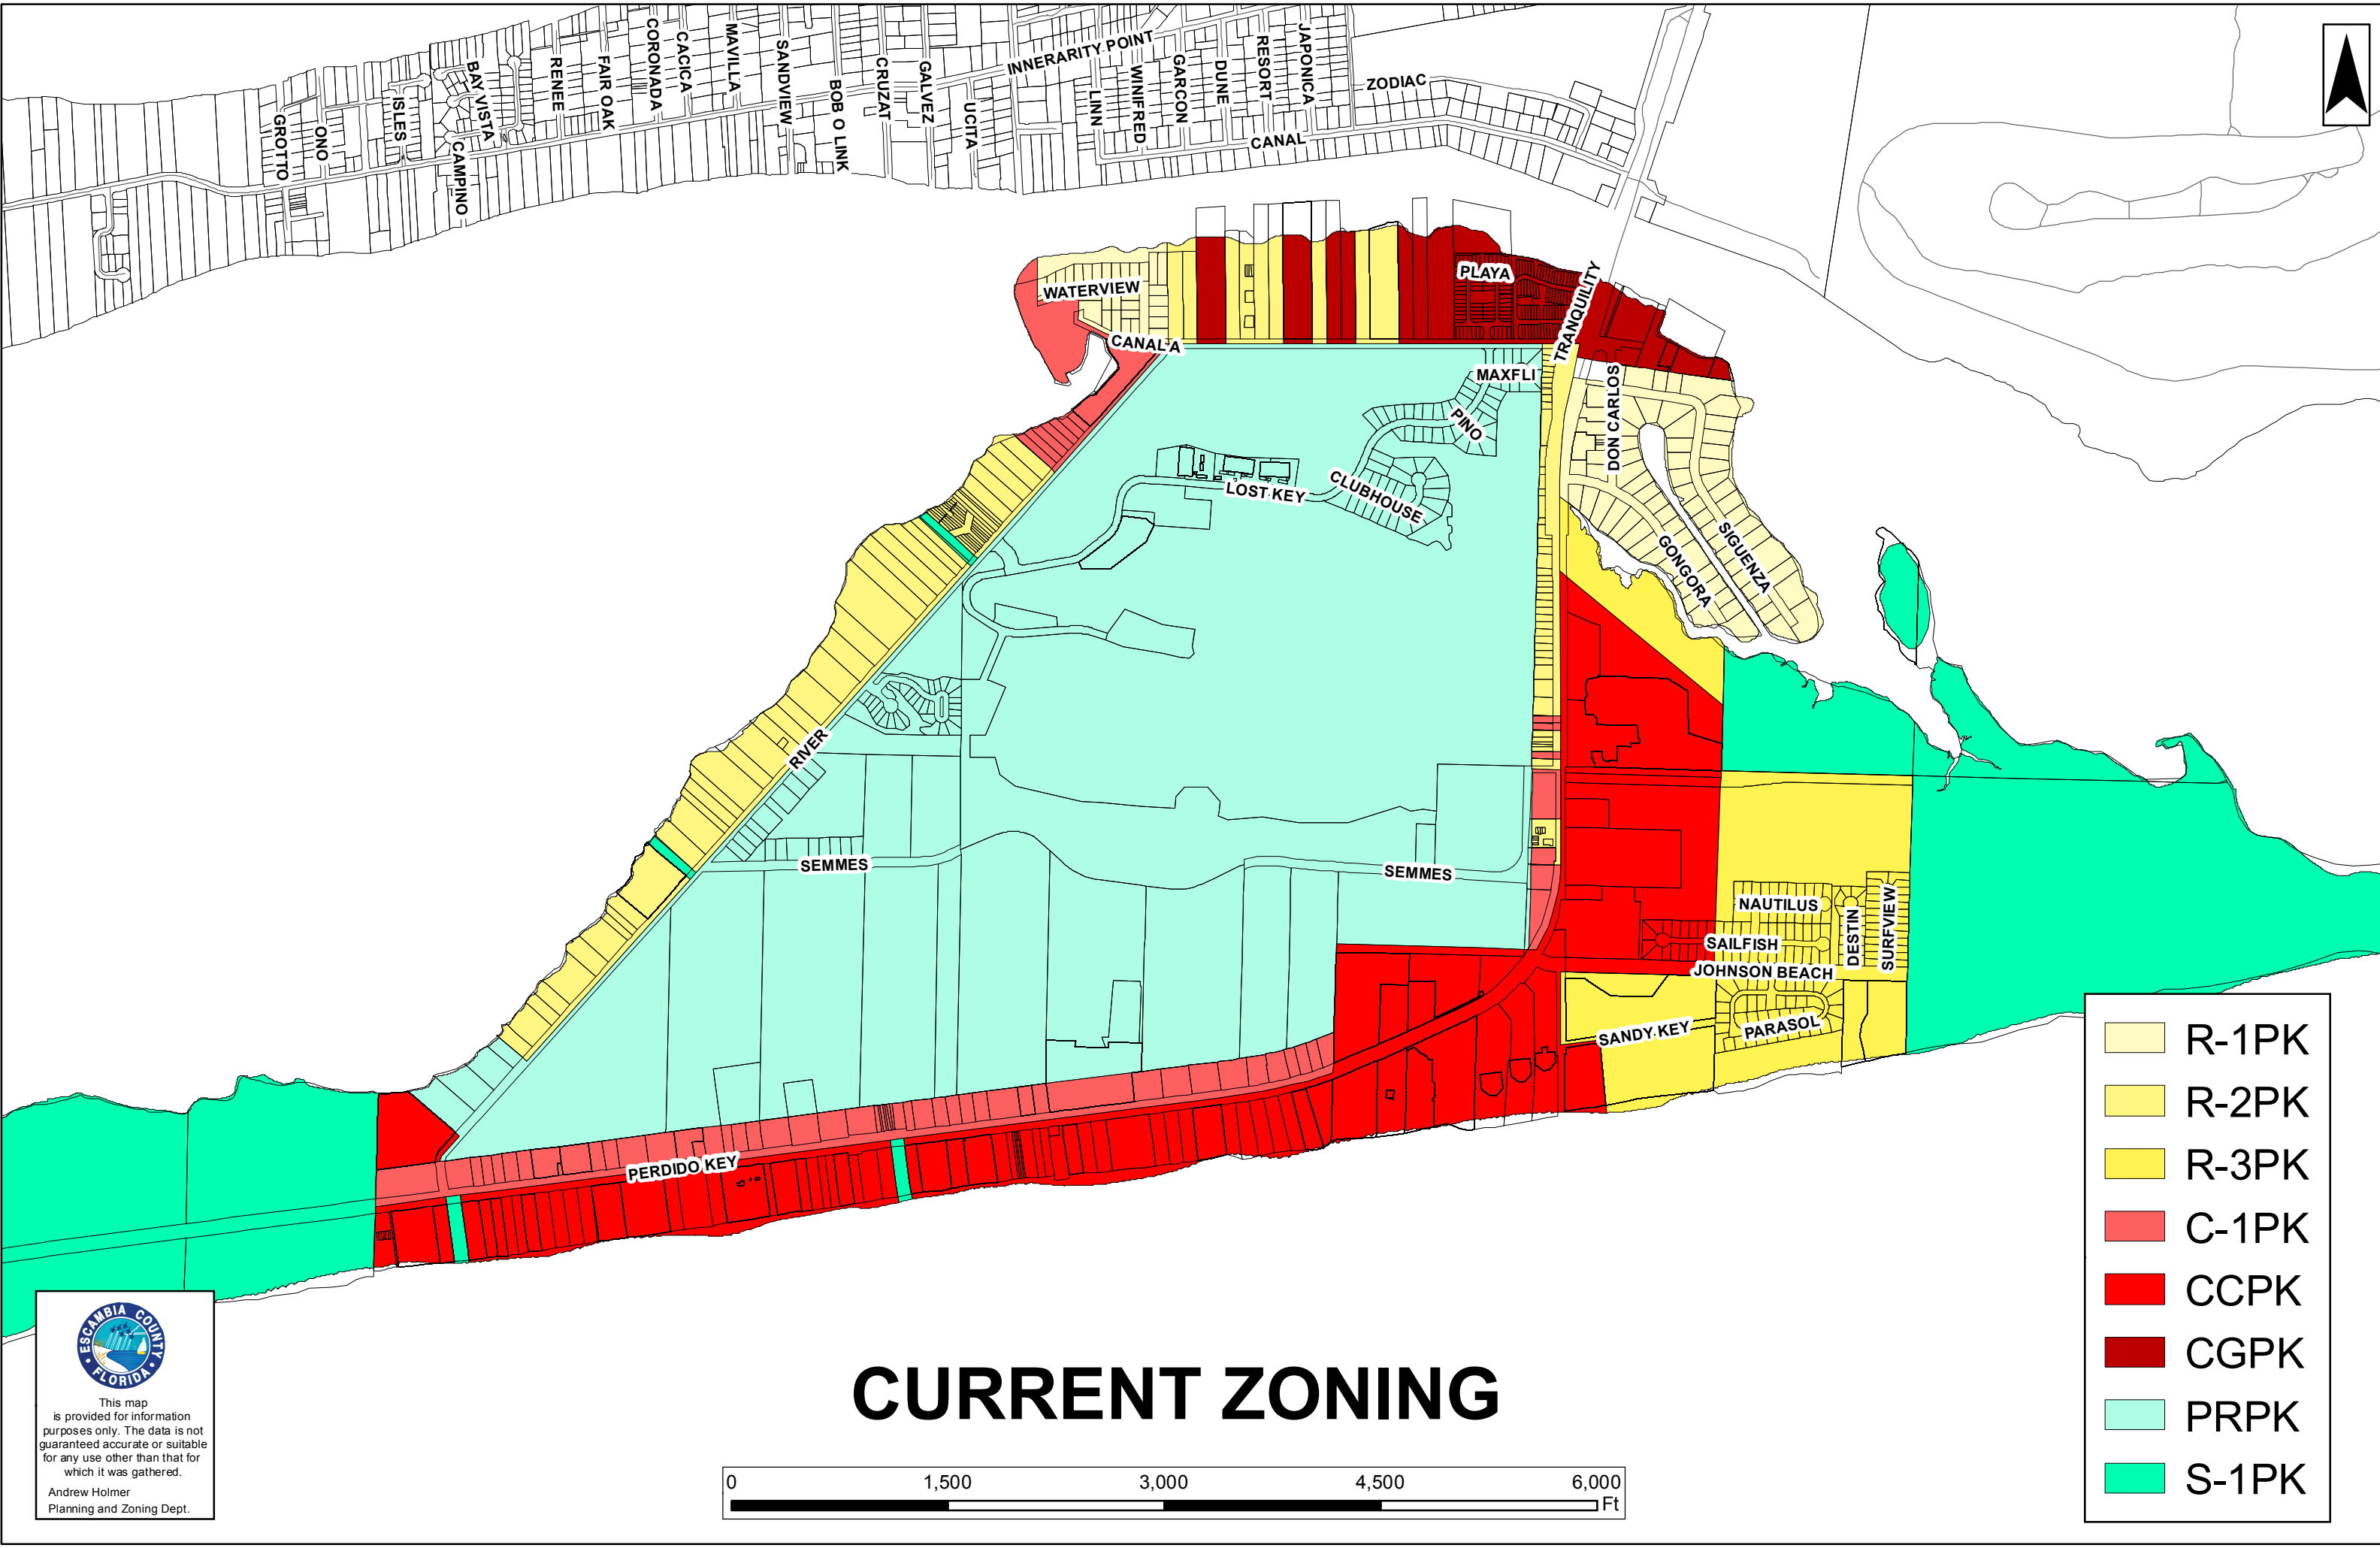 CORONADA
CACICA
MAVILLA
SANDVIEW
BAY VISTA
RENEE
FAIR OAK
CRUZAT
GALVEZ
INNERARITY POINT
WINIFRED
GARCON
DUNE
RESORT
JAPONICA
ZODIAC
GROTTO
ONO
ISLES
CAMPINO
BOB O LINK
UCITA
LINN
CANAL
WATERVIEW
PLAYA
TRANQUILITY
CANAL A
MAXFLI
PINO
DON CARLOS
LOST KEY
CLUBHOUSE
GONGORA
SIGUENZA
RIVER
SEMMES
SEMMES
NAUTILUS
DESTIN
SURFVIEW
SAILFISH
JOHNSON BEACH
SANDY KEY
PARASOL
PERDIDO KEY
R-1PK
R-2PK
R-3PK
C-1PK
CCPK
CGPK
PRPK
S-1PK
ESCAMBIA COUNTY
FLORIDA
This map
is provided for information
purposes only. The data is not
guaranteed accurate or suitable
for any use other than that for
which it was gathered.
Andrew Holmer
Planning and Zoning Dept.
CURRENT ZONING
0 1,500 3,000 4,500 6,000
Ft